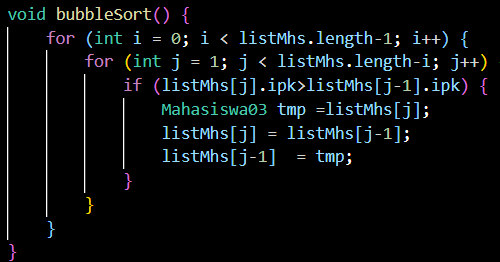 void bubbleSort() {
    for (int i = 0; i < listMhs.length-1; i++) {
        for (int j = 1; j < listMhs.length-i; j++)
            if (listMhs[j].ipk>listMhs[j-1].ipk) {
                Mahasiswa03 tmp =listMhs[j];
                listMhs[j] = listMhs[j-1];
                listMhs[j-1]  = tmp;
            }
        }
    }
}